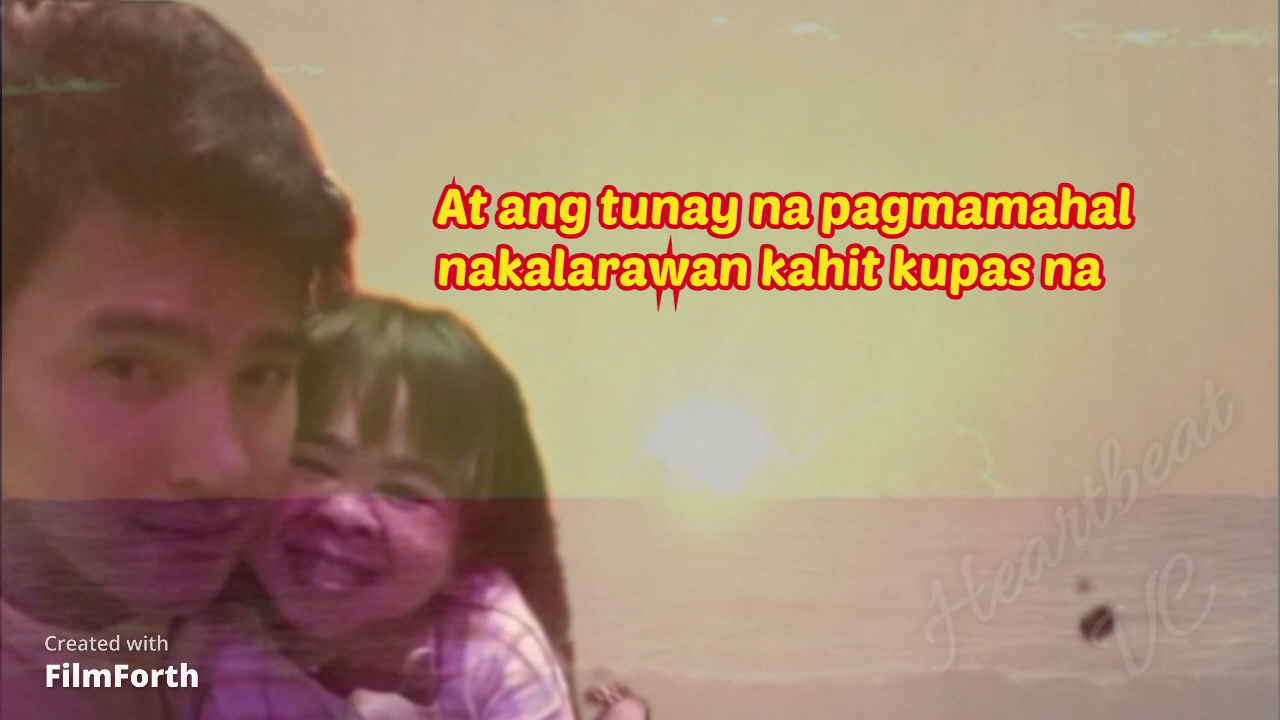 At ang tunay na pagmamahal
nakalarawan kahit kupas na
Heartbeat
VC
Created with
FilmForth